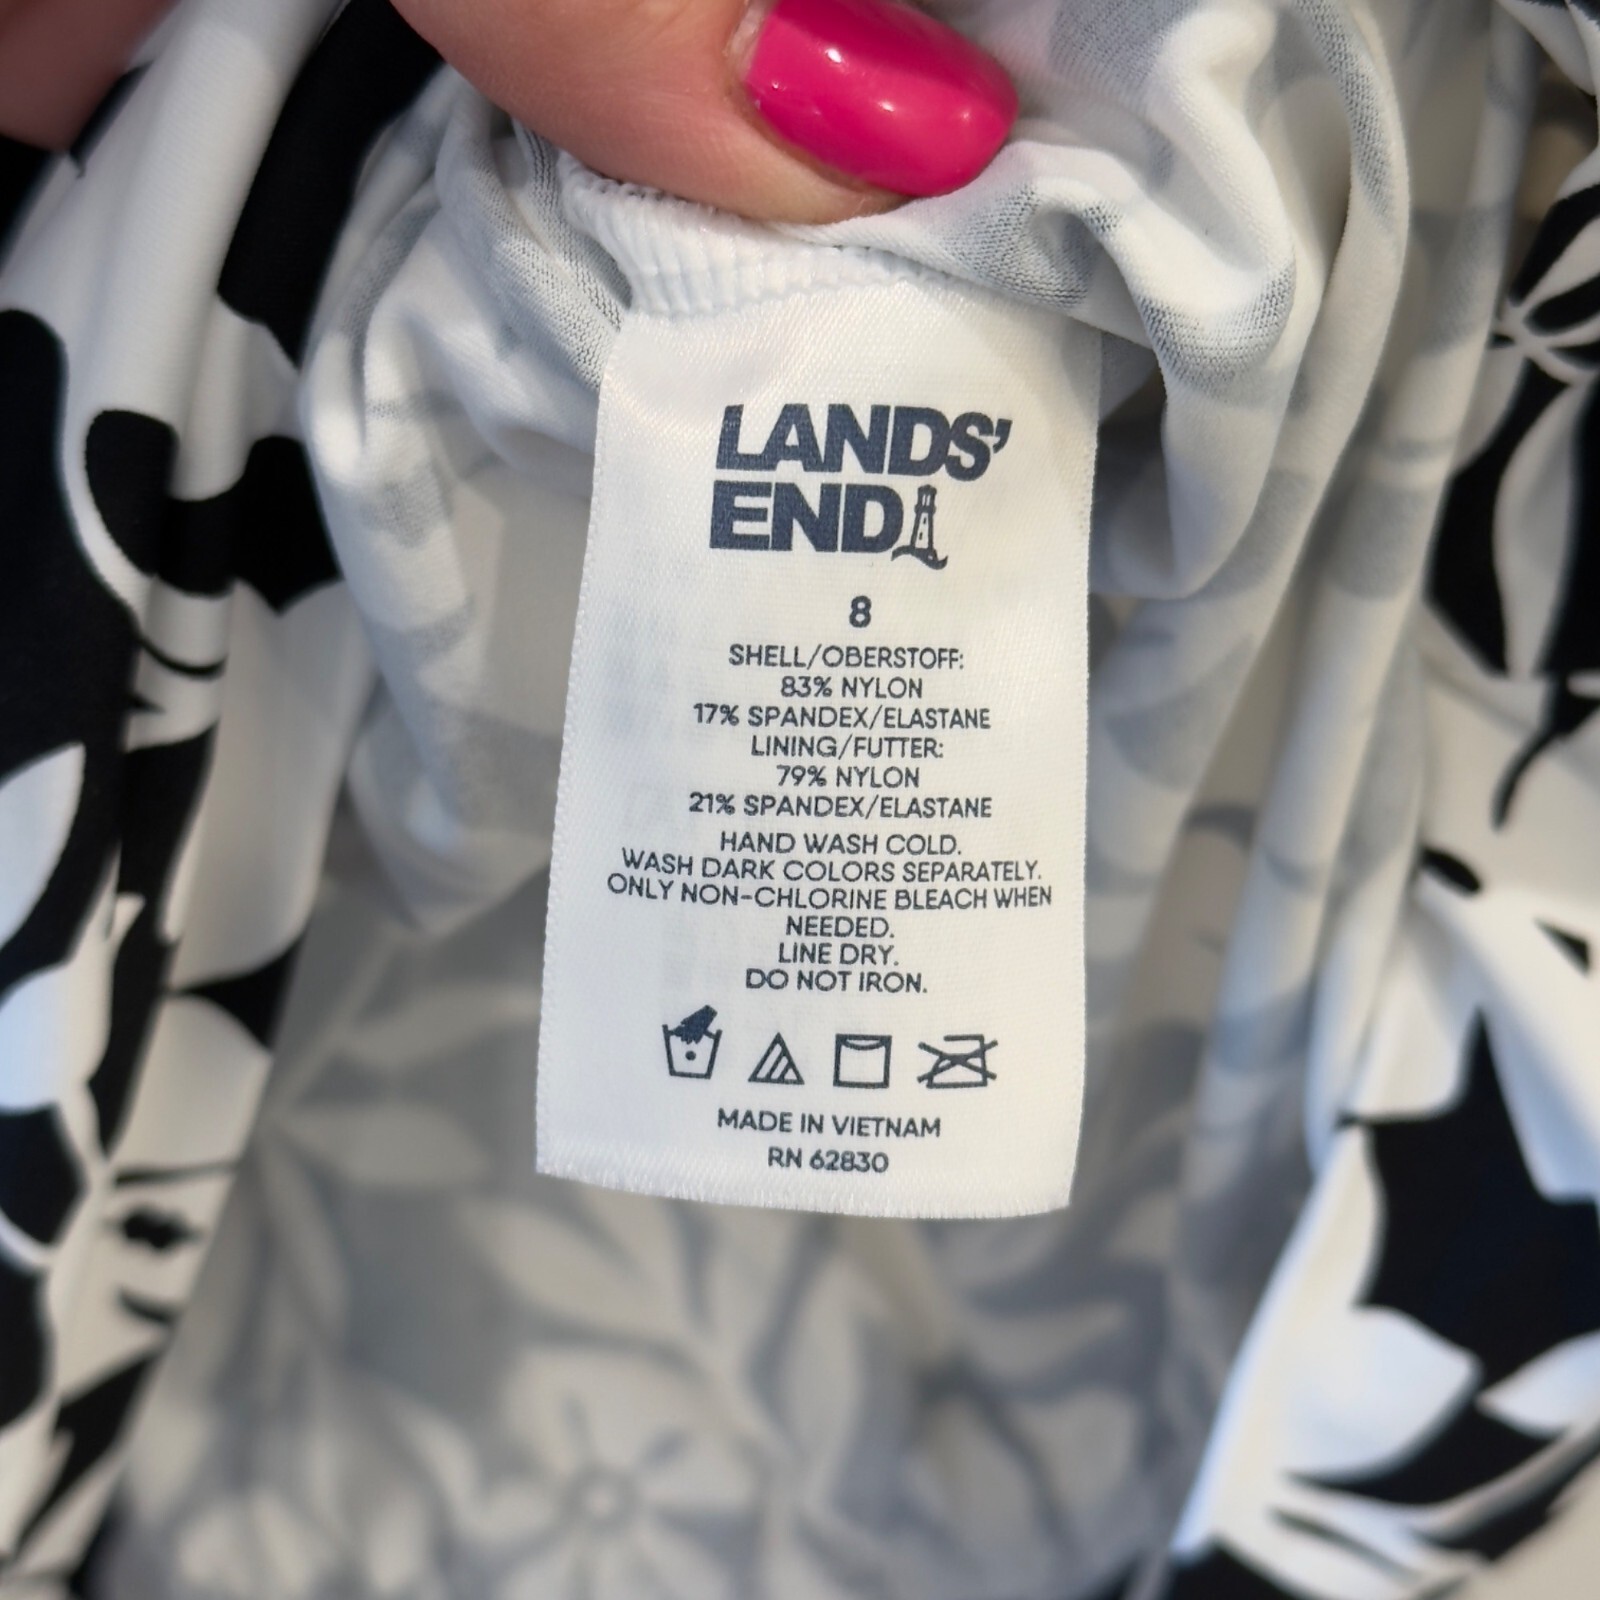 LANDS'
END
8
SHELL/OBERSTOFF:
83% NYLON
17% SPANDEX/ELASTANE
LINING/FUTTER:
79% NYLON
21% SPANDEX/ELASTANE
HAND WASH COLD.
WASH DARK COLORS SEPARATELY.
ONLY NON-CHLORINE BLEACH WHEN
NEEDED.
LINE DRY.
DO NOT IRON.
MADE IN VIETNAM
RN 62830